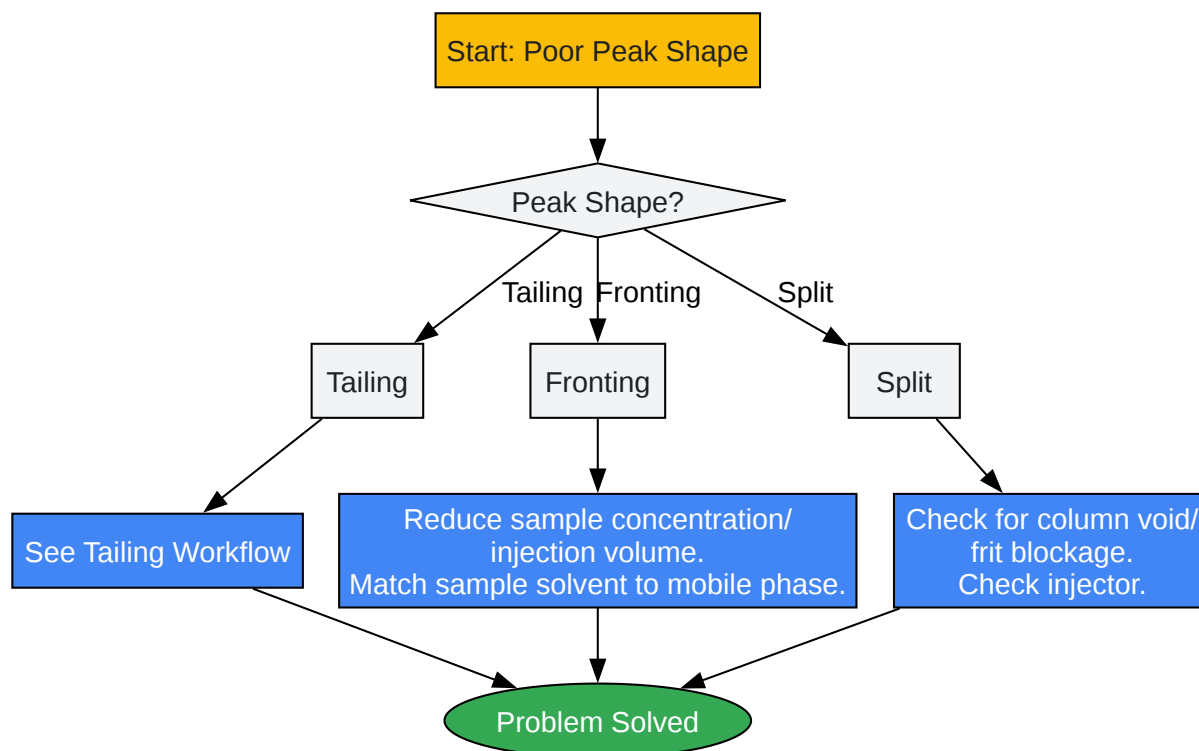 Start: Poor Peak Shape
Peak Shape?
Tailing
Fronting
Split
Tailing
Fronting
Split
See Tailing Workflow
Reduce sample concentration/
injection volume.
Match sample solvent to mobile phase.
Check for column void/
frit blockage.
Check injector.
Problem Solved